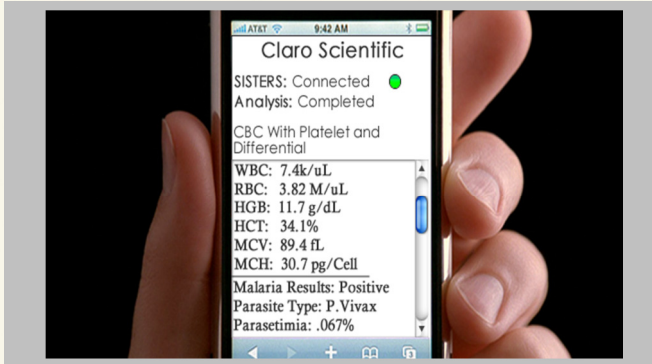 AT&T 9:42 AM
Claro Scientific
SISTERS: Connected
Analysis: Completed
CBC With Platelet and
Differential
WBC: 7.4k/uL
RBC: 3.82 M/uL
HGB: 11.7 g/dL
HCT: 34.1%
MCV: 89.4 fL
MCH: 30.7 pg/Cell
Malaria Results: Positive
Parasite Type: P.Vivax
Parasetimia: .067%
3